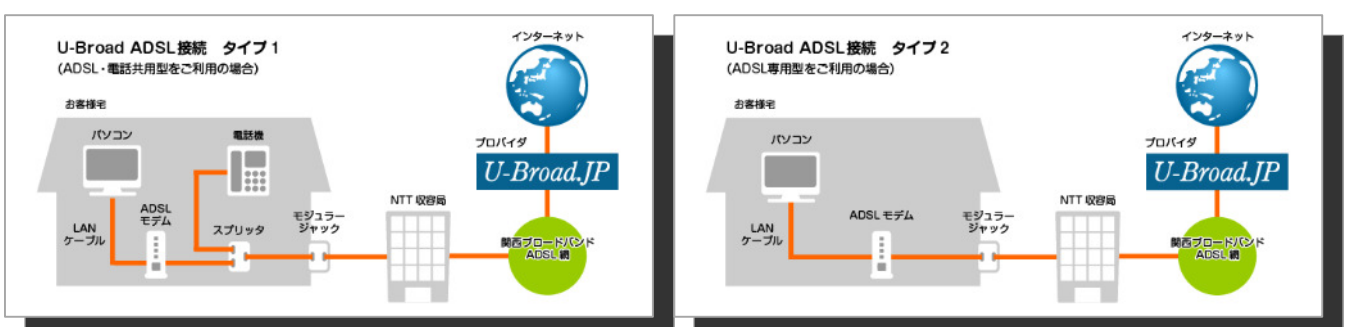 U-Broad ADSL接続　タイプ 1
(ADSL・電話共用型をご利用の場合)
お客様宅
パソコン
電話機
LAN
ケーブル
ADSL
モデム
スプリッタ
モジュラー
ジャック
NTT 収容局
インターネット
プロバイダ
U-Broad.JP
関西ブロードバンド
ADSL 網
U-Broad ADSL接続　タイプ 2
(ADSL専用型をご利用の場合)
お客様宅
パソコン
LAN
ケーブル
ADSL モデム
モジュラー
ジャック
NTT 収容局
インターネット
プロバイダ
U-Broad.JP
関西ブロードバンド
ADSL 網